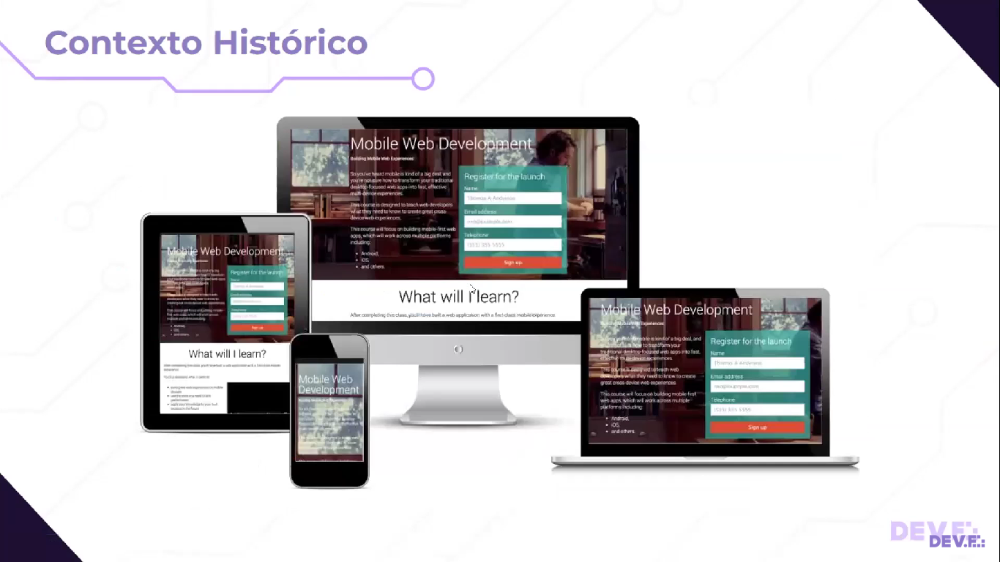 Contexto Histórico
Mobile Web Development
Building Mobile Web Experiences
So you've heard mobile is kind of a big deal, and
you're not sure how to transform your traditional
desktop-focused web apps into fast, effective
multi-device experiences.
This course is designed to teach web developers
what they need to know to create great cross-
device web experiences.
This course will focus on building mobile-first web
apps, which will work across multiple platforms
including:
Android,
iOS,
and others.
Register for the launch
Name
Thomas A Anderson
Email address
Telephone
(555) 555 5555
Sign up
What will I learn?
After completing this class, you'll have built a web application with a first-class mobile experience
Mobile Web Development
Register for the launch
Sign up
What will I learn?
Mobile Web
Development
Mobile Web Development
Building Mobile Web Experiences
So you've heard mobile is kind of a big deal, and
you're not sure how to transform your
traditional desktop-focused web apps into fast,
effective multi-device experiences.
This course is designed to teach web
developers what they need to know to create
great cross-device web experiences.
This course will focus on building mobile-first
web apps, which will work across multiple
platforms including:
Android,
iOS,
and others.
Register for the launch
Name
Thomas A Anderson
Email address
Telephone
(555) 555 5555
Sign up
DEV.F.:
DEV.F.: